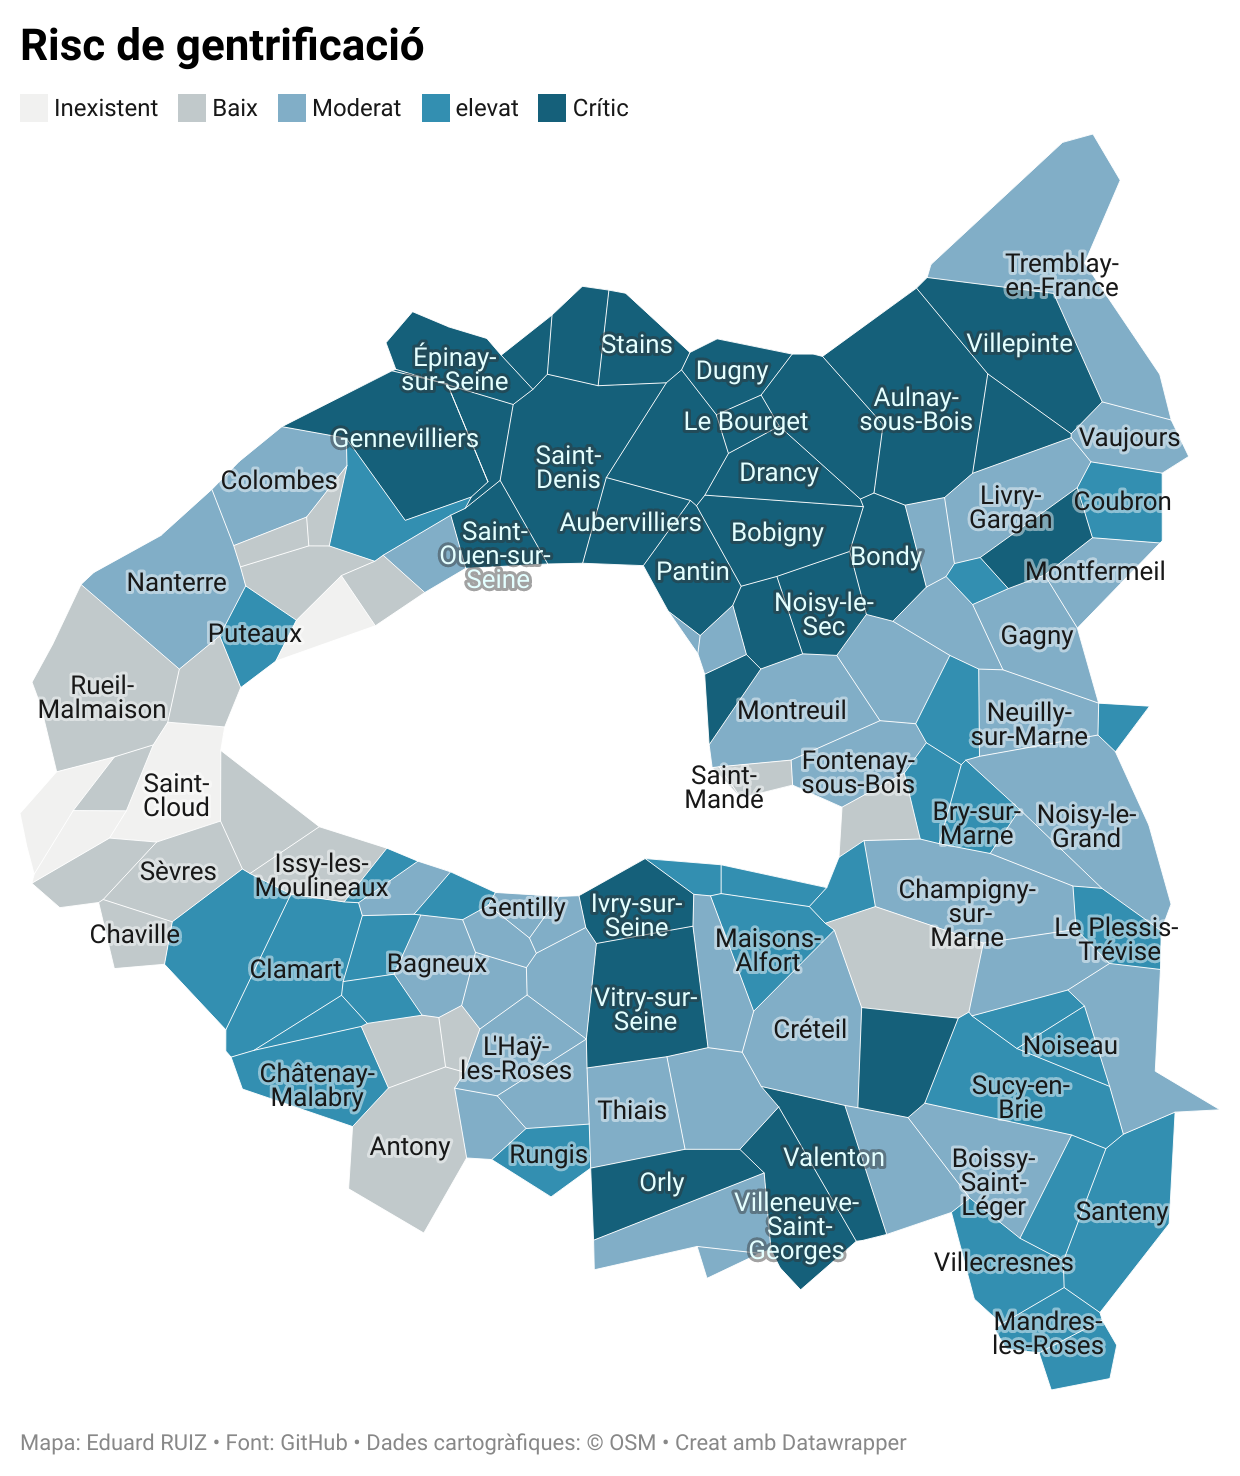 Risc de gentrificació
Inexistent Baix Moderat elevat Crític
Tremblay-
en-France
Villepinte
Stains
Épinay-
sur-Seine
Dugny
Aulnay-
sous-Bois
Le Bourget
Gennevilliers
Vaujours
Saint-
Denis
Drancy
Colombes
Livry-
Gargan
Coubron
Aubervilliers
Saint-
Ouen-sur-
Seine
Bobigny
Bondy
Pantin
Montfermeil
Nanterre
Noisy-le-
Sec
Puteaux
Gagny
Rueil-
Malmaison
Montreuil
Neuilly-
sur-Marne
Saint-
Cloud
Saint-
Mandé
Fontenay-
sous-Bois
Bry-sur-
Marne
Noisy-le-
Grand
Sèvres
Issy-les-
Moulineaux
Champigny-
sur-
Marne
Gentilly
Ivry-sur-
Seine
Chaville
Maisons-
Alfort
Le Plessis-
Trévise
Clamart
Bagneux
Vitry-sur-
Seine
Créteil
L'Haÿ-
les-Roses
Noiseau
Châtenay-
Malabry
Sucy-en-
Brie
Thiais
Antony
Rungis
Valenton
Boissy-
Saint-
Léger
Orly
Villeneuve-
Saint-
Georges
Santeny
Villecresnes
Mandres-
les-Roses
Mapa: Eduard RUIZ • Font: GitHub • Dades cartogràfiques: © OSM • Creat amb Datawrapper